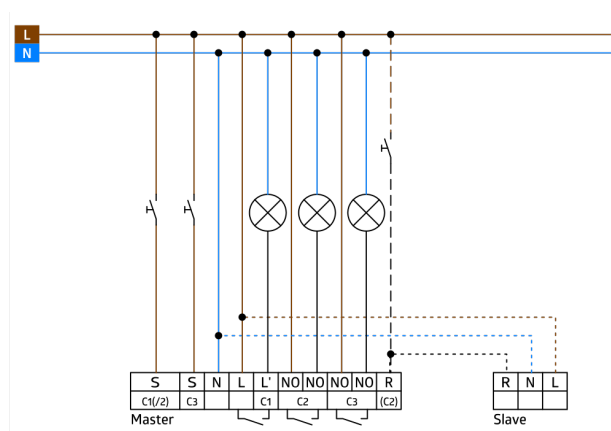 L
N
S S N L L' NO NO NO NO R
C1(/2) C3 C1 C2 C3 (C2)
Master
R N L
Slave